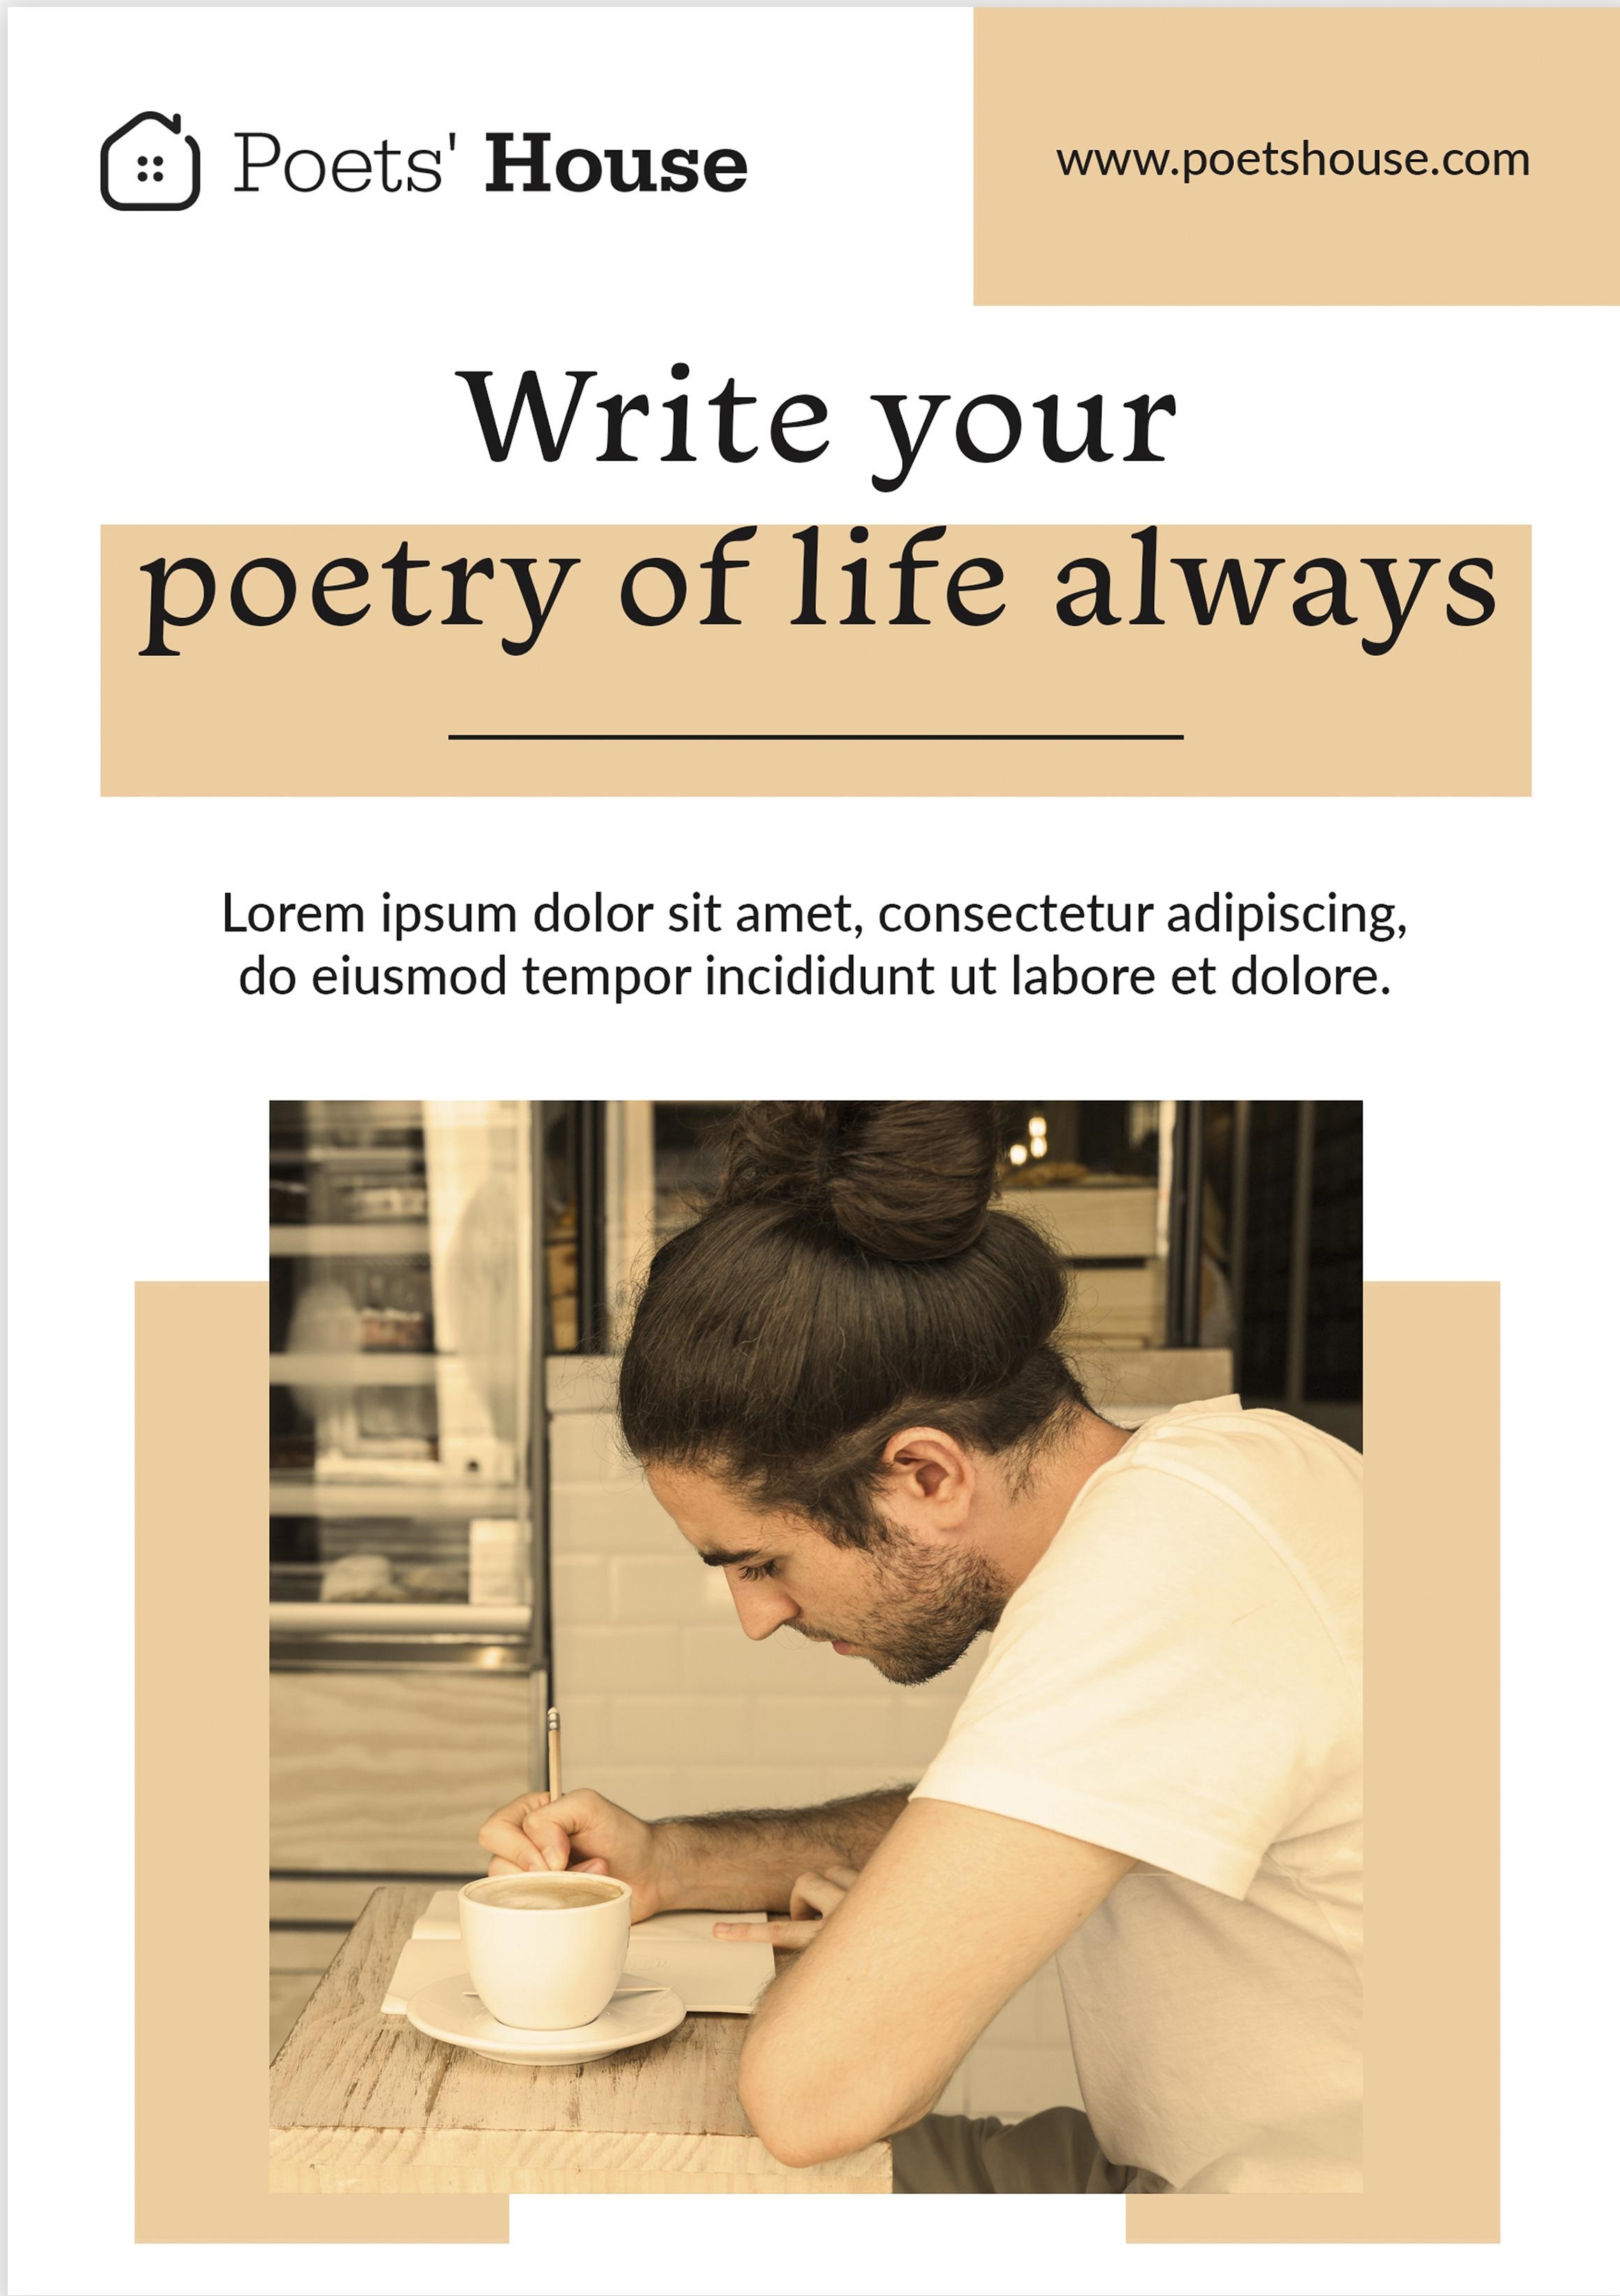 Poets' House
www.poetshouse.com
Write your
poetry of life always
Lorem ipsum dolor sit amet, consectetur adipiscing,
do eiusmod tempor incididunt ut labore et dolore.